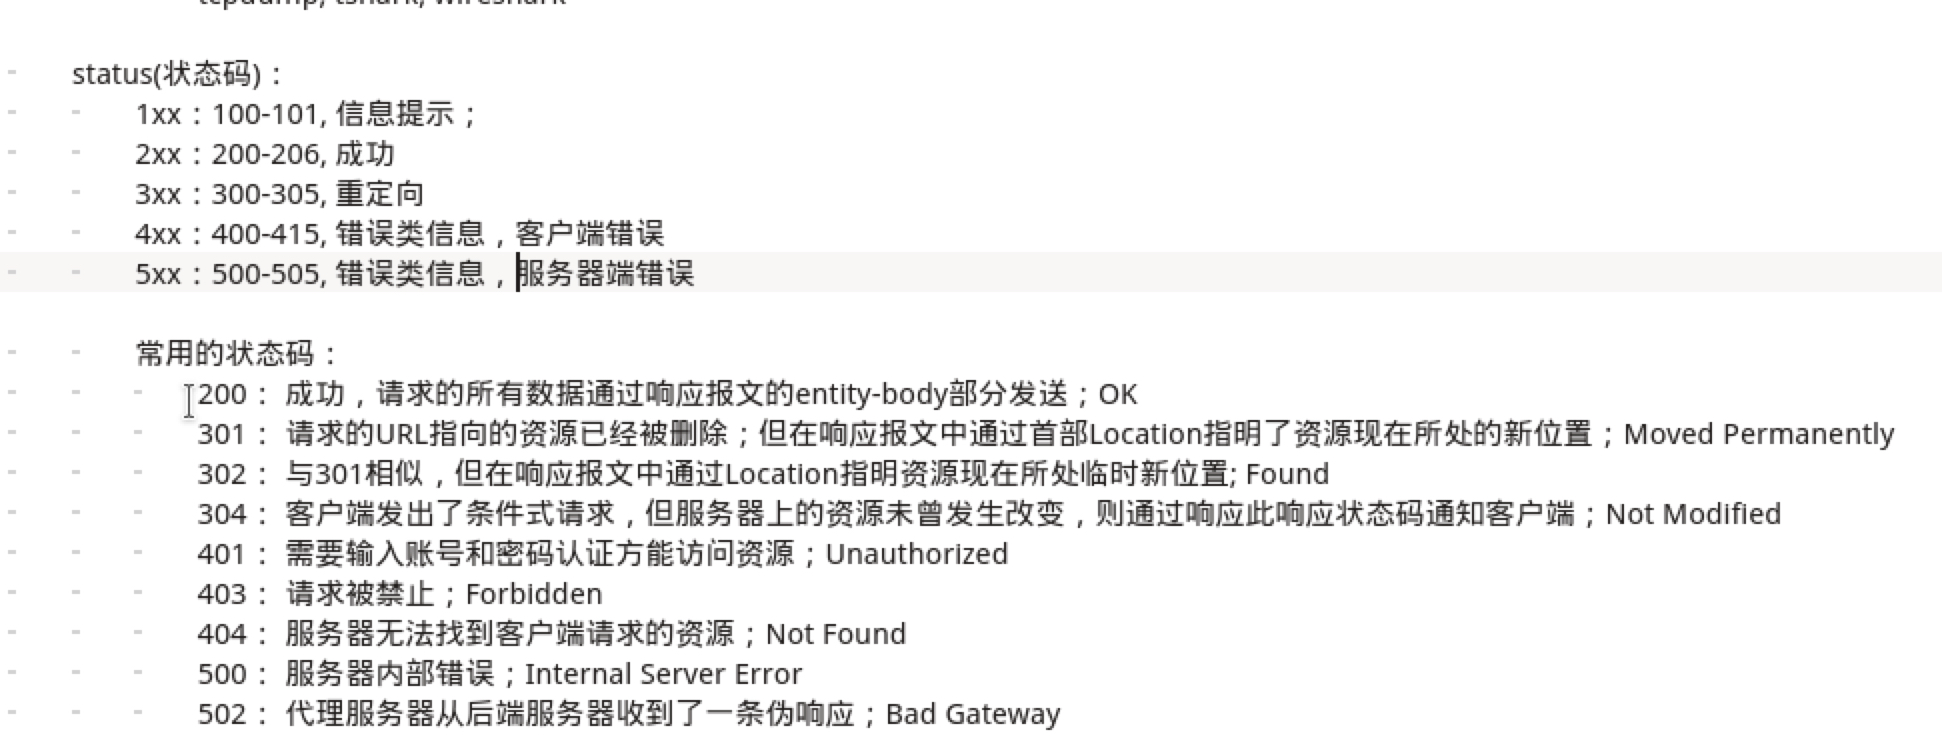 tcpdump, tshark, wireshark
status(状态码)：
1xx：100-101, 信息提示；
2xx：200-206, 成功
3xx：300-305, 重定向
4xx：400-415, 错误类信息，客户端错误
5xx：500-505, 错误类信息，服务器端错误
常用的状态码：
200： 成功，请求的所有数据通过响应报文的entity-body部分发送；OK
301： 请求的URL指向的资源已经被删除；但在响应报文中通过首部Location指明了资源现在所处的新位置；Moved Permanently
302： 与301相似，但在响应报文中通过Location指明资源现在所处临时新位置; Found
304： 客户端发出了条件式请求，但服务器上的资源未曾发生改变，则通过响应此响应状态码通知客户端；Not Modified
401： 需要输入账号和密码认证方能访问资源；Unauthorized
403： 请求被禁止；Forbidden
404： 服务器无法找到客户端请求的资源；Not Found
500： 服务器内部错误；Internal Server Error
502： 代理服务器从后端服务器收到了一条伪响应；Bad Gateway